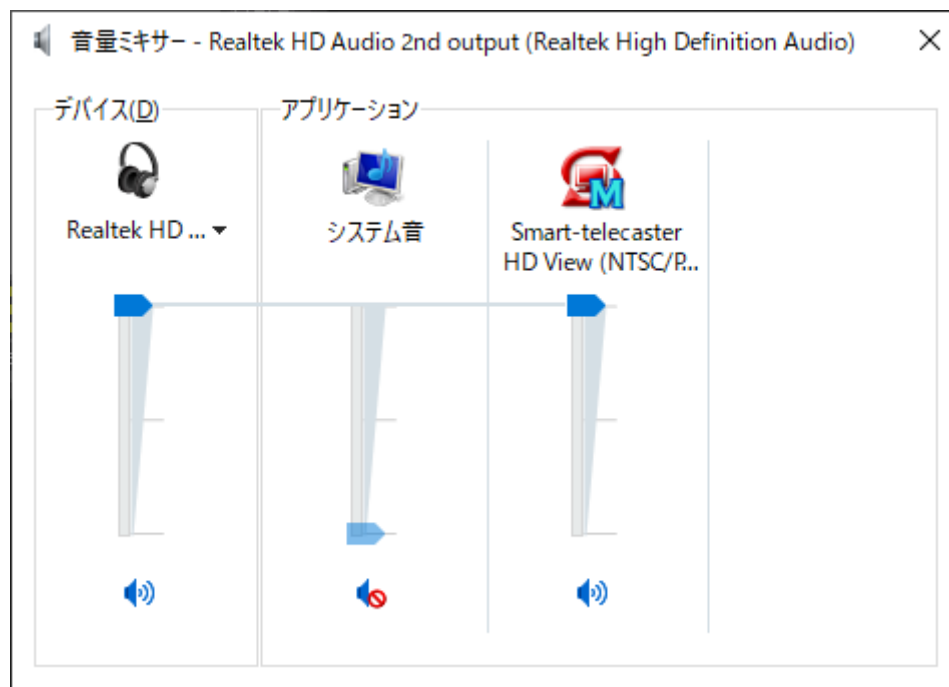 音量ミキサー - Realtek HD Audio 2nd output (Realtek High Definition Audio)
デバイス(D)
アプリケーション
Realtek HD ...
システム音
Smart-telecaster
HD View (NTSC/P...